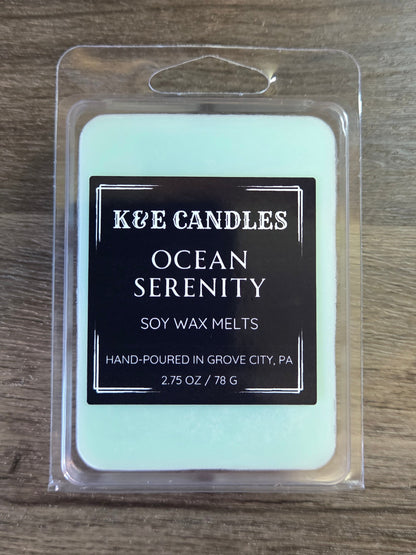 K&E CANDLES
OCEAN
SERENITY
SOY WAX MELTS
HAND-POURED IN GROVE CITY, PA
2.75 OZ / 78 G